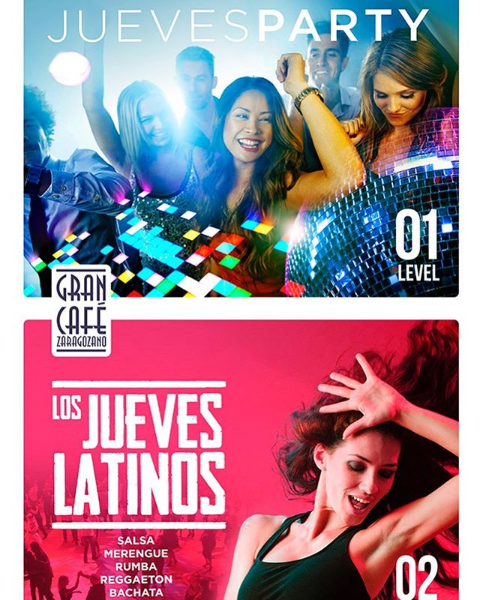 JUEVESPARTY
01
LEVEL
GRAN
CAFÉ
ZARAGOZANO
LOS JUEVES
LATINOS
SALSA
MERENGUE
RUMBA
REGGAETON
BACHATA
02